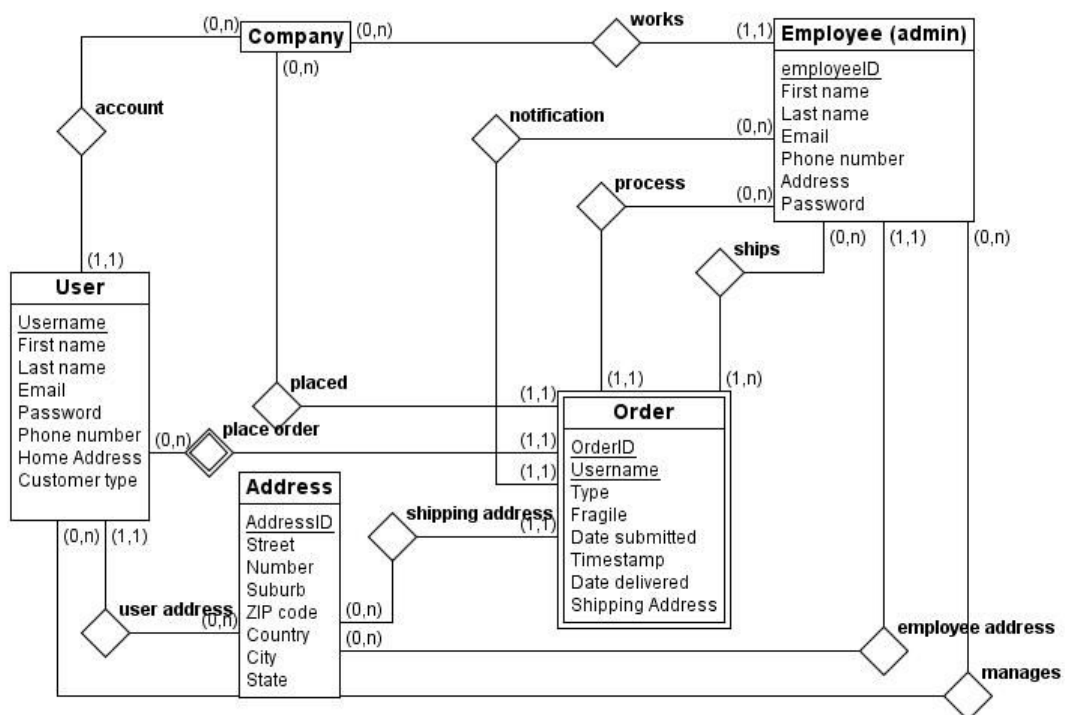 (0,n)
Company
(0,n)
works
(1,1)
Employee (admin)
(0,n)
employeeID
First name
Last name
Email
Phone number
Address
Password
account
notification
(0,n)
process
(0,n)
(0,n)
(1,1)
(0,n)
ships
(1,1)
User
Username
First name
Last name
Email
Password
Phone number
Home Address
Customer type
placed
(1,1)
(1,1)
(1,n)
Order
OrderID
Username
Type
Fragile
Date submitted
Timestamp
Date delivered
Shipping Address
(0,n)
place order
(1,1)
(1,1)
Address
AddressID
Street
Number
Suburb
ZIP code
Country
City
State
shipping address
(1,1)
(0,n)
(1,1)
user address
(0,n)
(0,n)
(0,n)
employee address
manages